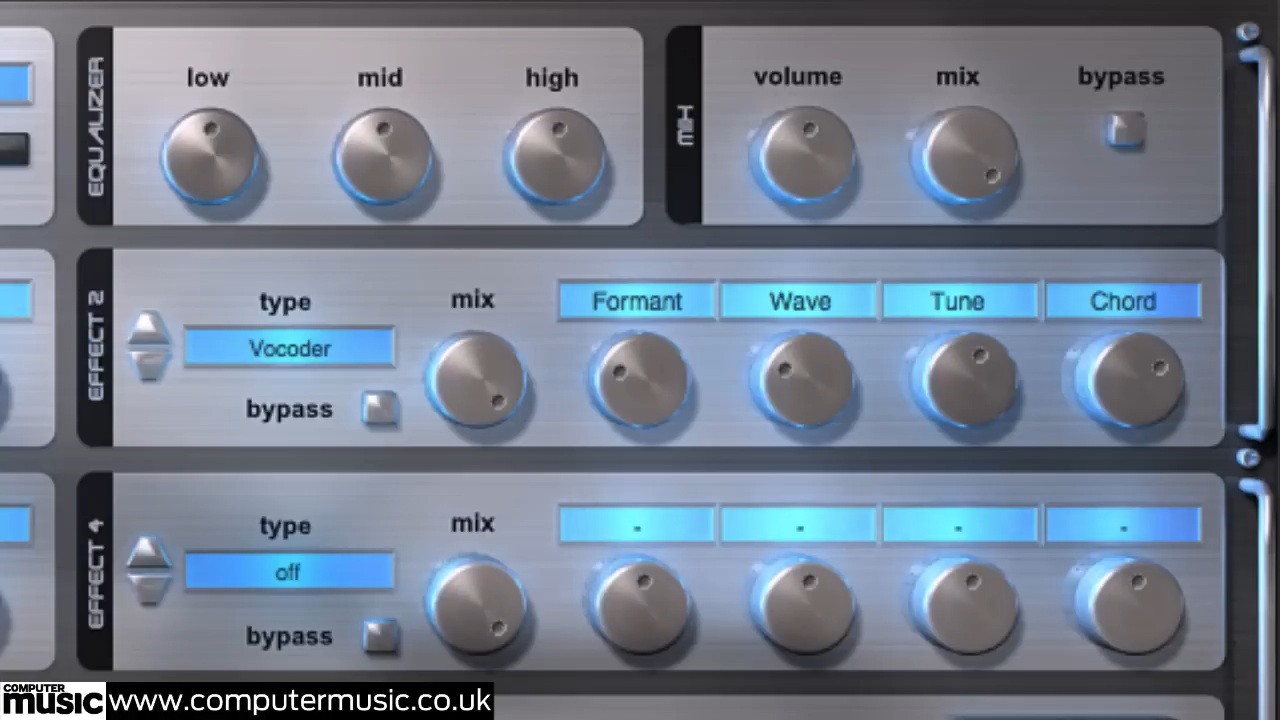 EQUALIZER
low mid high
MIX
volume mix bypass
EFFECT 2
type
Vocoder
bypass
mix
Formant Wave Tune Chord
EFFECT 4
type
off
bypass
mix
- - - -
COMPUTER
music www.computermusic.co.uk